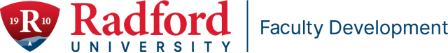 19 R 10
Radford
UNIVERSITY
Faculty Development